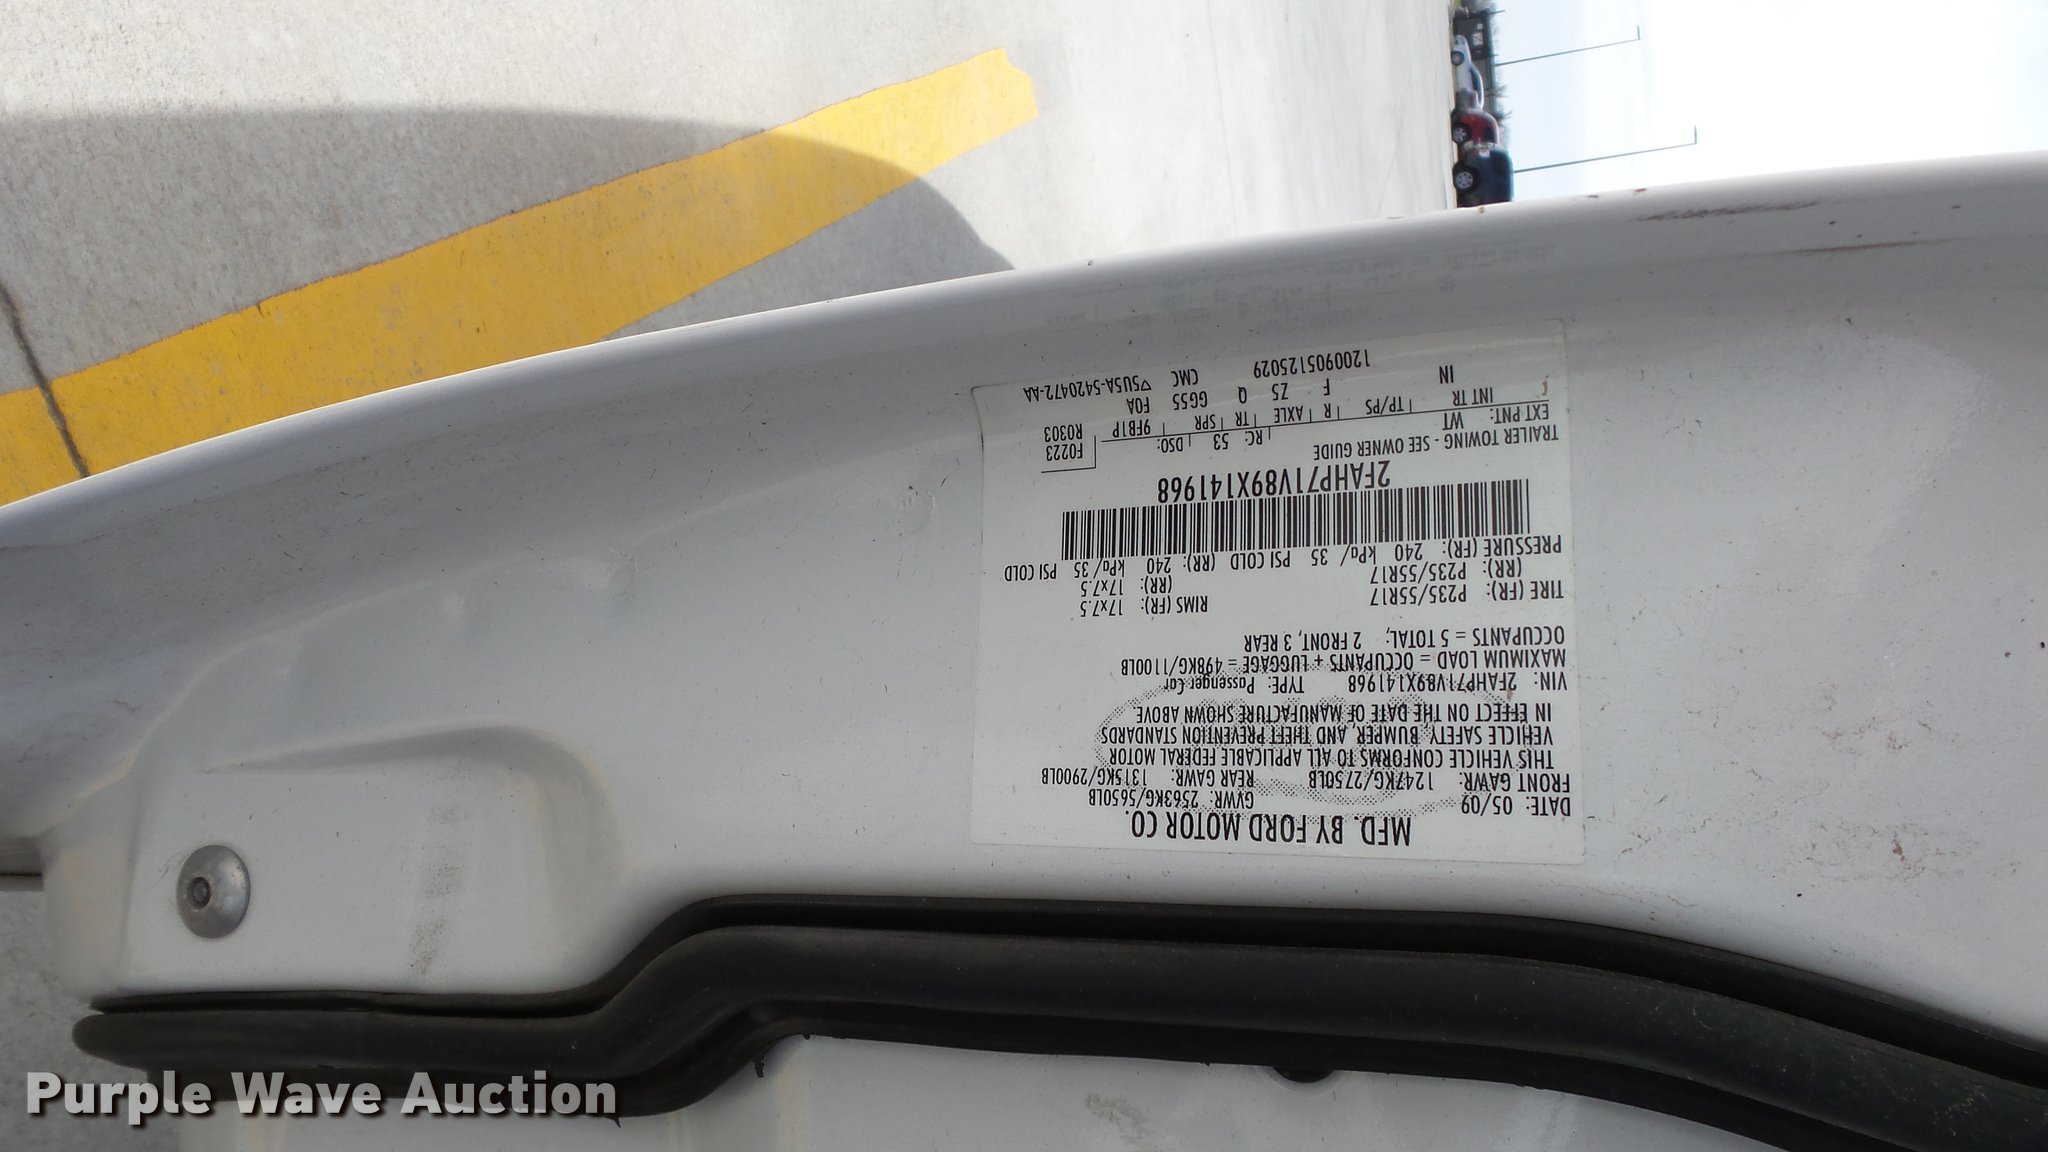 MFD. BY FORD MOTOR CO.
DATE: 05/09 GVWR: 2563KG/5650LB
FRONT GAWR: 1247KG/2750LB REAR GAWR: 1315KG/2900LB
THIS VEHICLE CONFORMS TO ALL APPLICABLE FEDERAL MOTOR
VEHICLE SAFETY, BUMPER, AND THEFT PREVENTION STANDARDS
IN EFFECT ON THE DATE OF MANUFACTURE SHOWN ABOVE.
VIN: 2FAHP71V89X141968 TYPE: Passenger Car
MAXIMUM LOAD = OCCUPANTS + LUGGAGE = 498KG/1100LB
OCCUPANTS = 5 TOTAL: 2 FRONT, 3 REAR
TIRE (FR): P235/55R17 RIMS (FR): 17x7.5
(RR): P235/55R17 (RR): 17x7.5
PRESSURE (FR): 240 kPa/ 35 PSI COLD (RR): 240 kPa/35 PSI COLD
2FAHP71V89X141968
TRAILER TOWING - SEE OWNER GUIDE F0223
RC: 53 DSO: R0303
EXT PNT: WT
INT TR TP/PS R AXLE TR SPR 9FB1P
F Z5 Q GG55 FOA
IN CMC ▽5U5A-5420472-AA
1200905125029
Purple Wave Auction